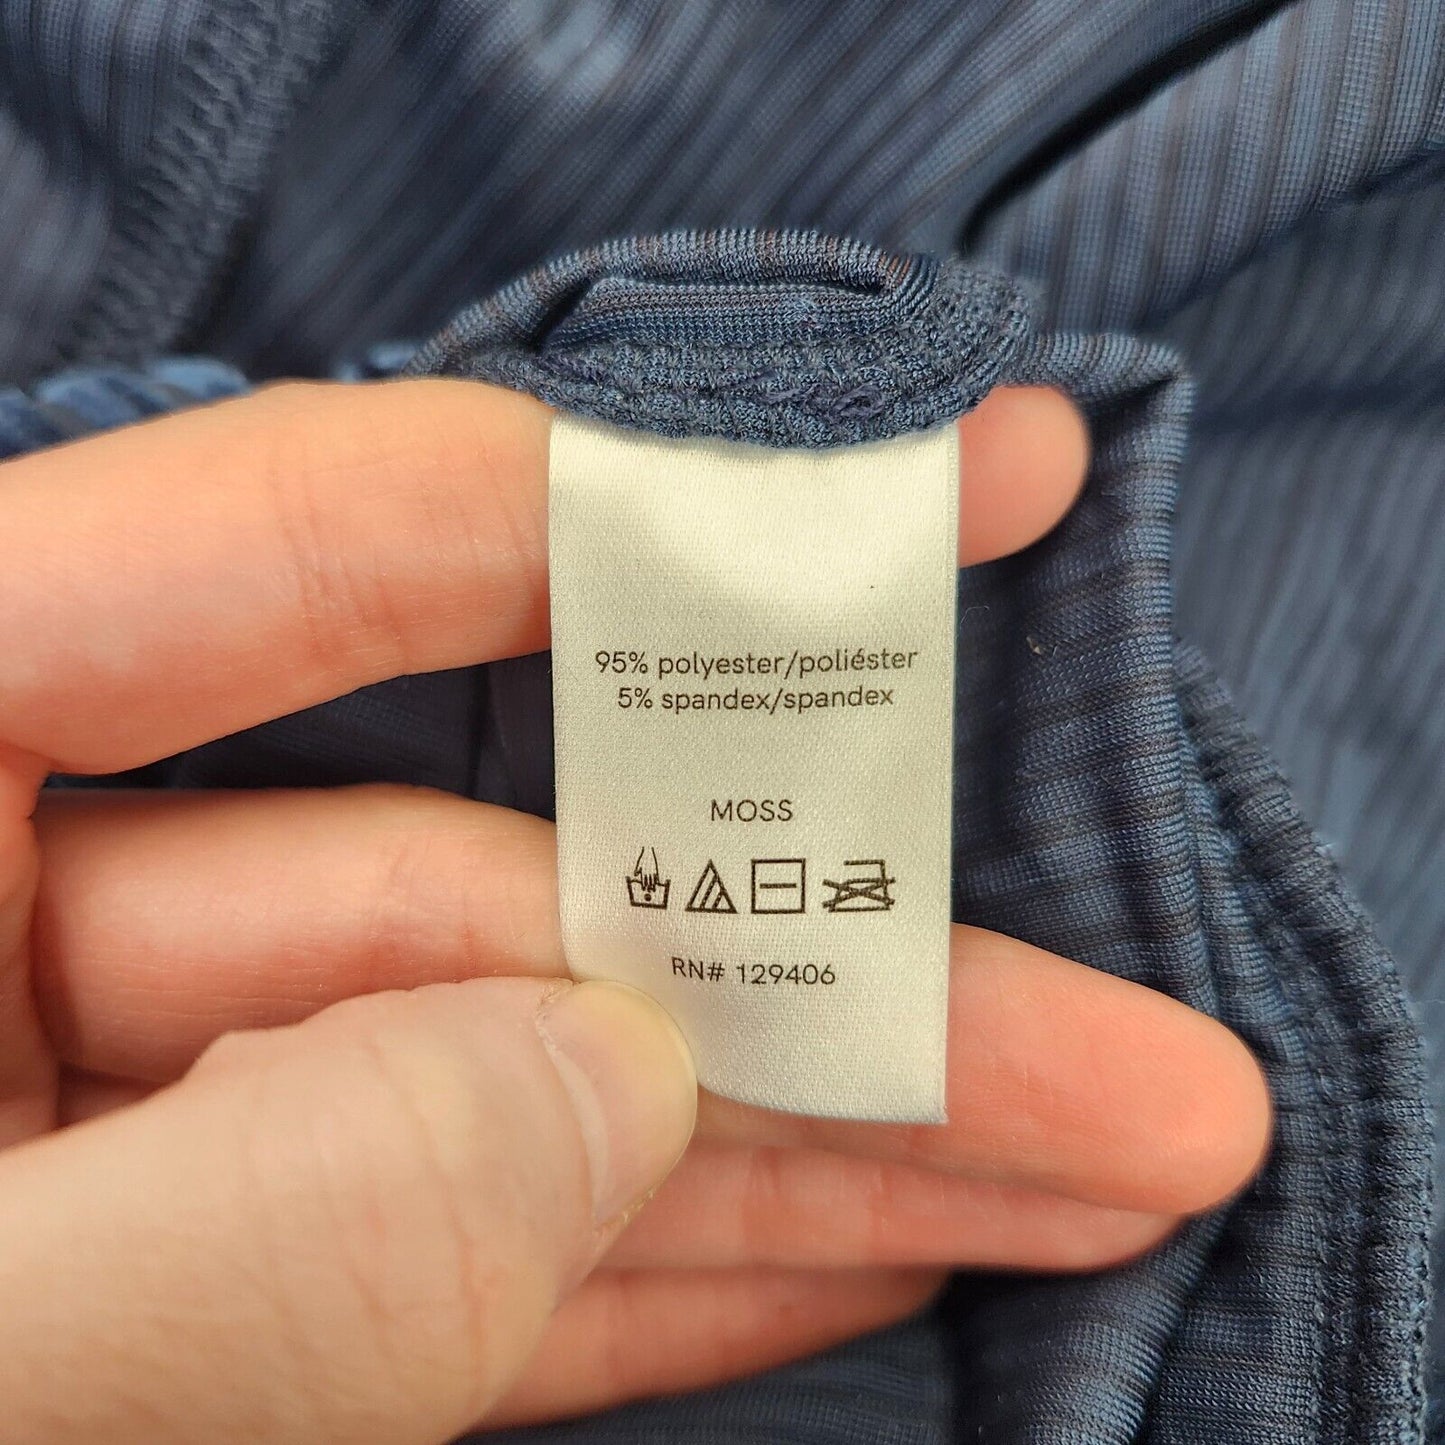 95% polyester/poliéster
5% spandex/spandex
MOSS
RN# 129406